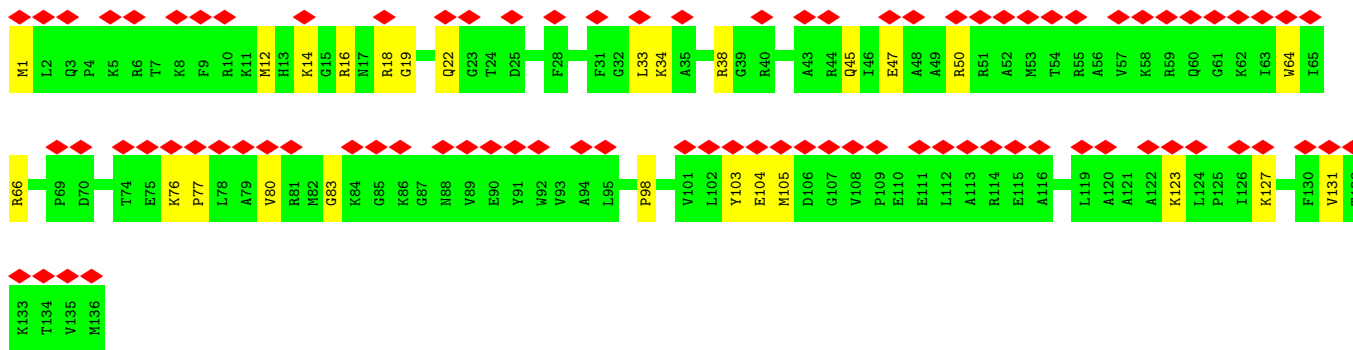 M1 L2 Q3 P4 K5 R6 T7 K8 F9 R10 K11 M12 H13 K14 G15 R16 N17 R18 G19 Q22 G23 T24 D25 F28 F31 G32 L33 K34 A35 R38 G39 R40 A43 R44 Q45 I46 E47 A48 A49 R50 R51 A52 M53 T54 R55 A56 V57 K58 R59 Q60 G61 K62 I63 W64 I65
R66 P69 D70 T74 E75 K76 P77 L78 A79 V80 R81 M82 G83 K84 G85 K86 G87 N88 V89 E90 Y91 W92 V93 A94 L95 P98 V101 L102 Y103 E104 M105 D106 G107 V108 P109 E110 E111 L112 A113 R114 E115 A116 L119 A120 A121 A122 K123 L124 P125 I126 K127 F130 V131
K133 T134 V135 M136